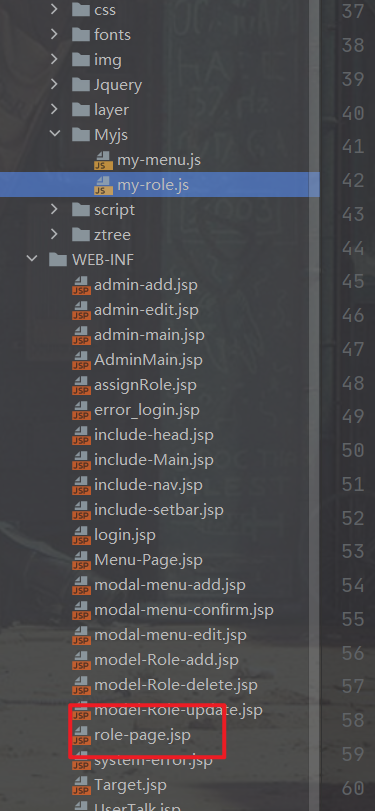 css
37
fonts
38
img
39
Jquery
layer
40
Myjs
41
my-menu.js
42
my-role.js
script
43
ztree
44
WEB-INF
45
admin-add.jsp
46
admin-edit.jsp
admin-main.jsp
47
AdminMain.jsp
assignRole.jsp
48
error_login.jsp
49
include-head.jsp
50
include-Main.jsp
include-nav.jsp
51
include-setbar.jsp
52
login.jsp
53
Menu-Page.jsp
modal-menu-add.jsp
54
modal-menu-confirm.jsp
55
modal-menu-edit.jsp
56
model-Role-add.jsp
model-Role-delete.jsp
57
model-Role-update.jsp
58
role-page.jsp
59
system-error.jsp
Target.jsp
60
UserTalk.jsp